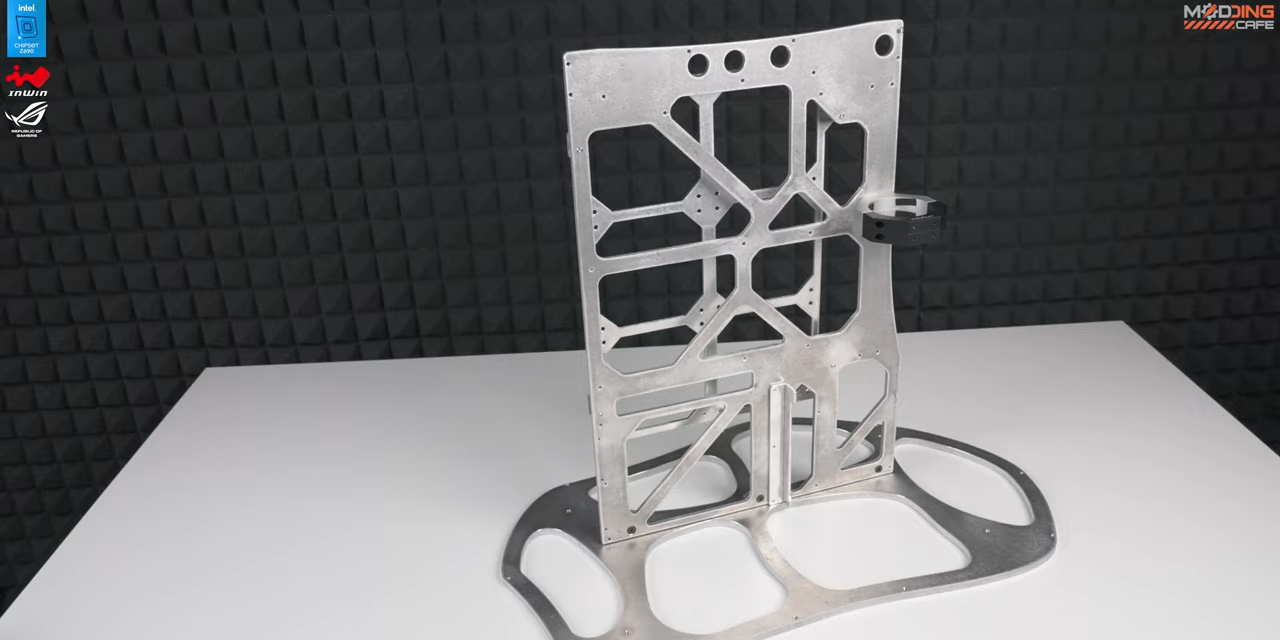 intel.
CHIPSET
Z690
InWin
REPUBLIC OF
GAMERS
MODDING
CAFE